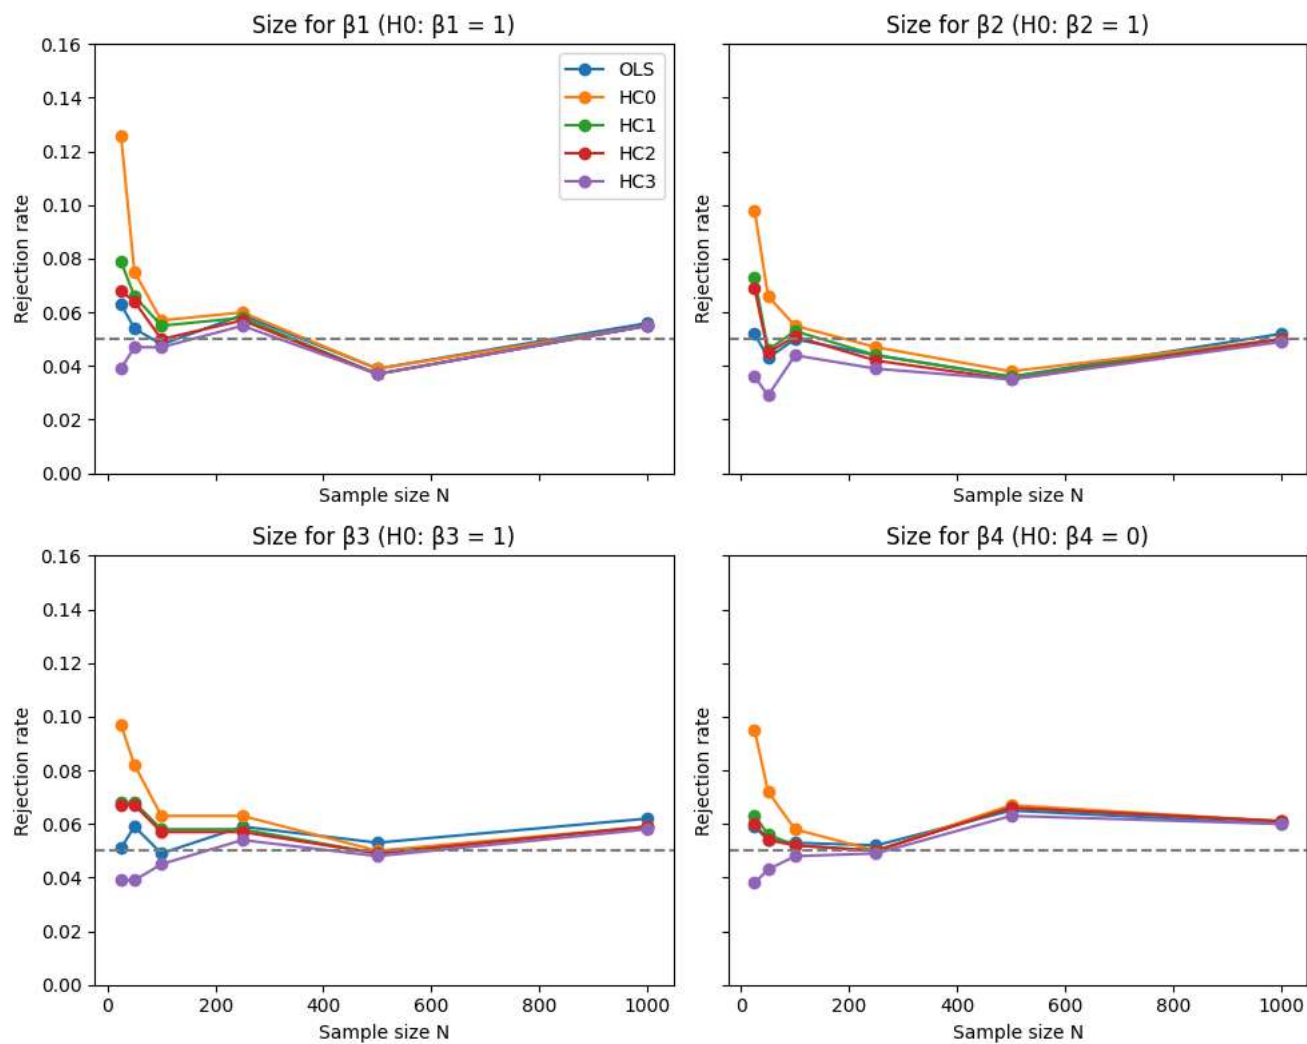 Size for β1 (H0: β1 = 1)
0.16
0.14
0.12
0.10
0.08
0.06
0.04
0.02
0.00
Rejection rate
OLS
HC0
HC1
HC2
HC3
Sample size N
Size for β2 (H0: β2 = 1)
Rejection rate
Sample size N
Size for β3 (H0: β3 = 1)
0.16
0.14
0.12
0.10
0.08
0.06
0.04
0.02
0.00
Rejection rate
0 200 400 600 800 1000
Sample size N
Size for β4 (H0: β4 = 0)
Rejection rate
0 200 400 600 800 1000
Sample size N